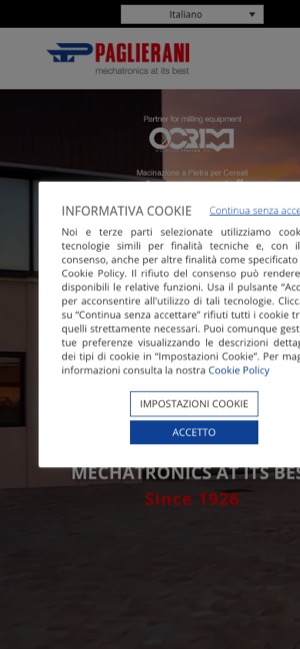 Italiano
PAGLIERANI
mechatronics at its best
Partner for milling equipment
OCRIM
Macinazione a Pietra per Cereali
INFORMATIVA COOKIE Continua senza acce
Noi e terze parti selezionate utilizziamo cook
tecnologie simili per finalità tecniche e, con il
consenso, anche per altre finalità come specificato
Cookie Policy. Il rifiuto del consenso può rendere
disponibili le relative funzioni. Usa il pulsante “Acc
per acconsentire all'utilizzo di tali tecnologie. Clicc
su “Continua senza accettare” rifiuti tutti i cookie tr
quelli strettamente necessari. Puoi comunque gest
tue preferenze visualizzando le descrizioni dettag
dei tipi di cookie in “Impostazioni Cookie”. Per mag
informazioni consulta la nostra Cookie Policy
IMPOSTAZIONI COOKIE
ACCETTO
MECHATRONICS AT ITS BES
Since 1926